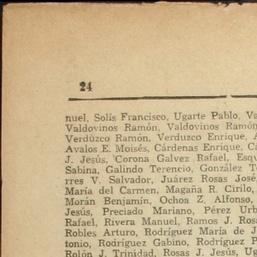 24
nuel, Solís Francisco, Ugarte Pablo,
Valdovinos Ramón, Valdovinos Ramón
Verdúzco Ramón, Verduzco Enrique,
Avalos E. Moisés, Cárdenas Enrique,
J. Jesús, Corona Galvez Rafael,
Sabina, Galindo Terencio, González
rres V. Salvador, Juárez Rosas José
María del Carmen, Magaña R. Cirilo,
Morán Benjamín, Ochoa Z. Alfonso,
Jesús, Preciado Mariano, Pérez
Rafael, Rivera Manuel, Ramos J.
Robles Arturo, Rodríguez María de
tonio, Rodríguez Gabino, Rodríguez
Rolón J. Trinidad, Rosas J. Jesús,